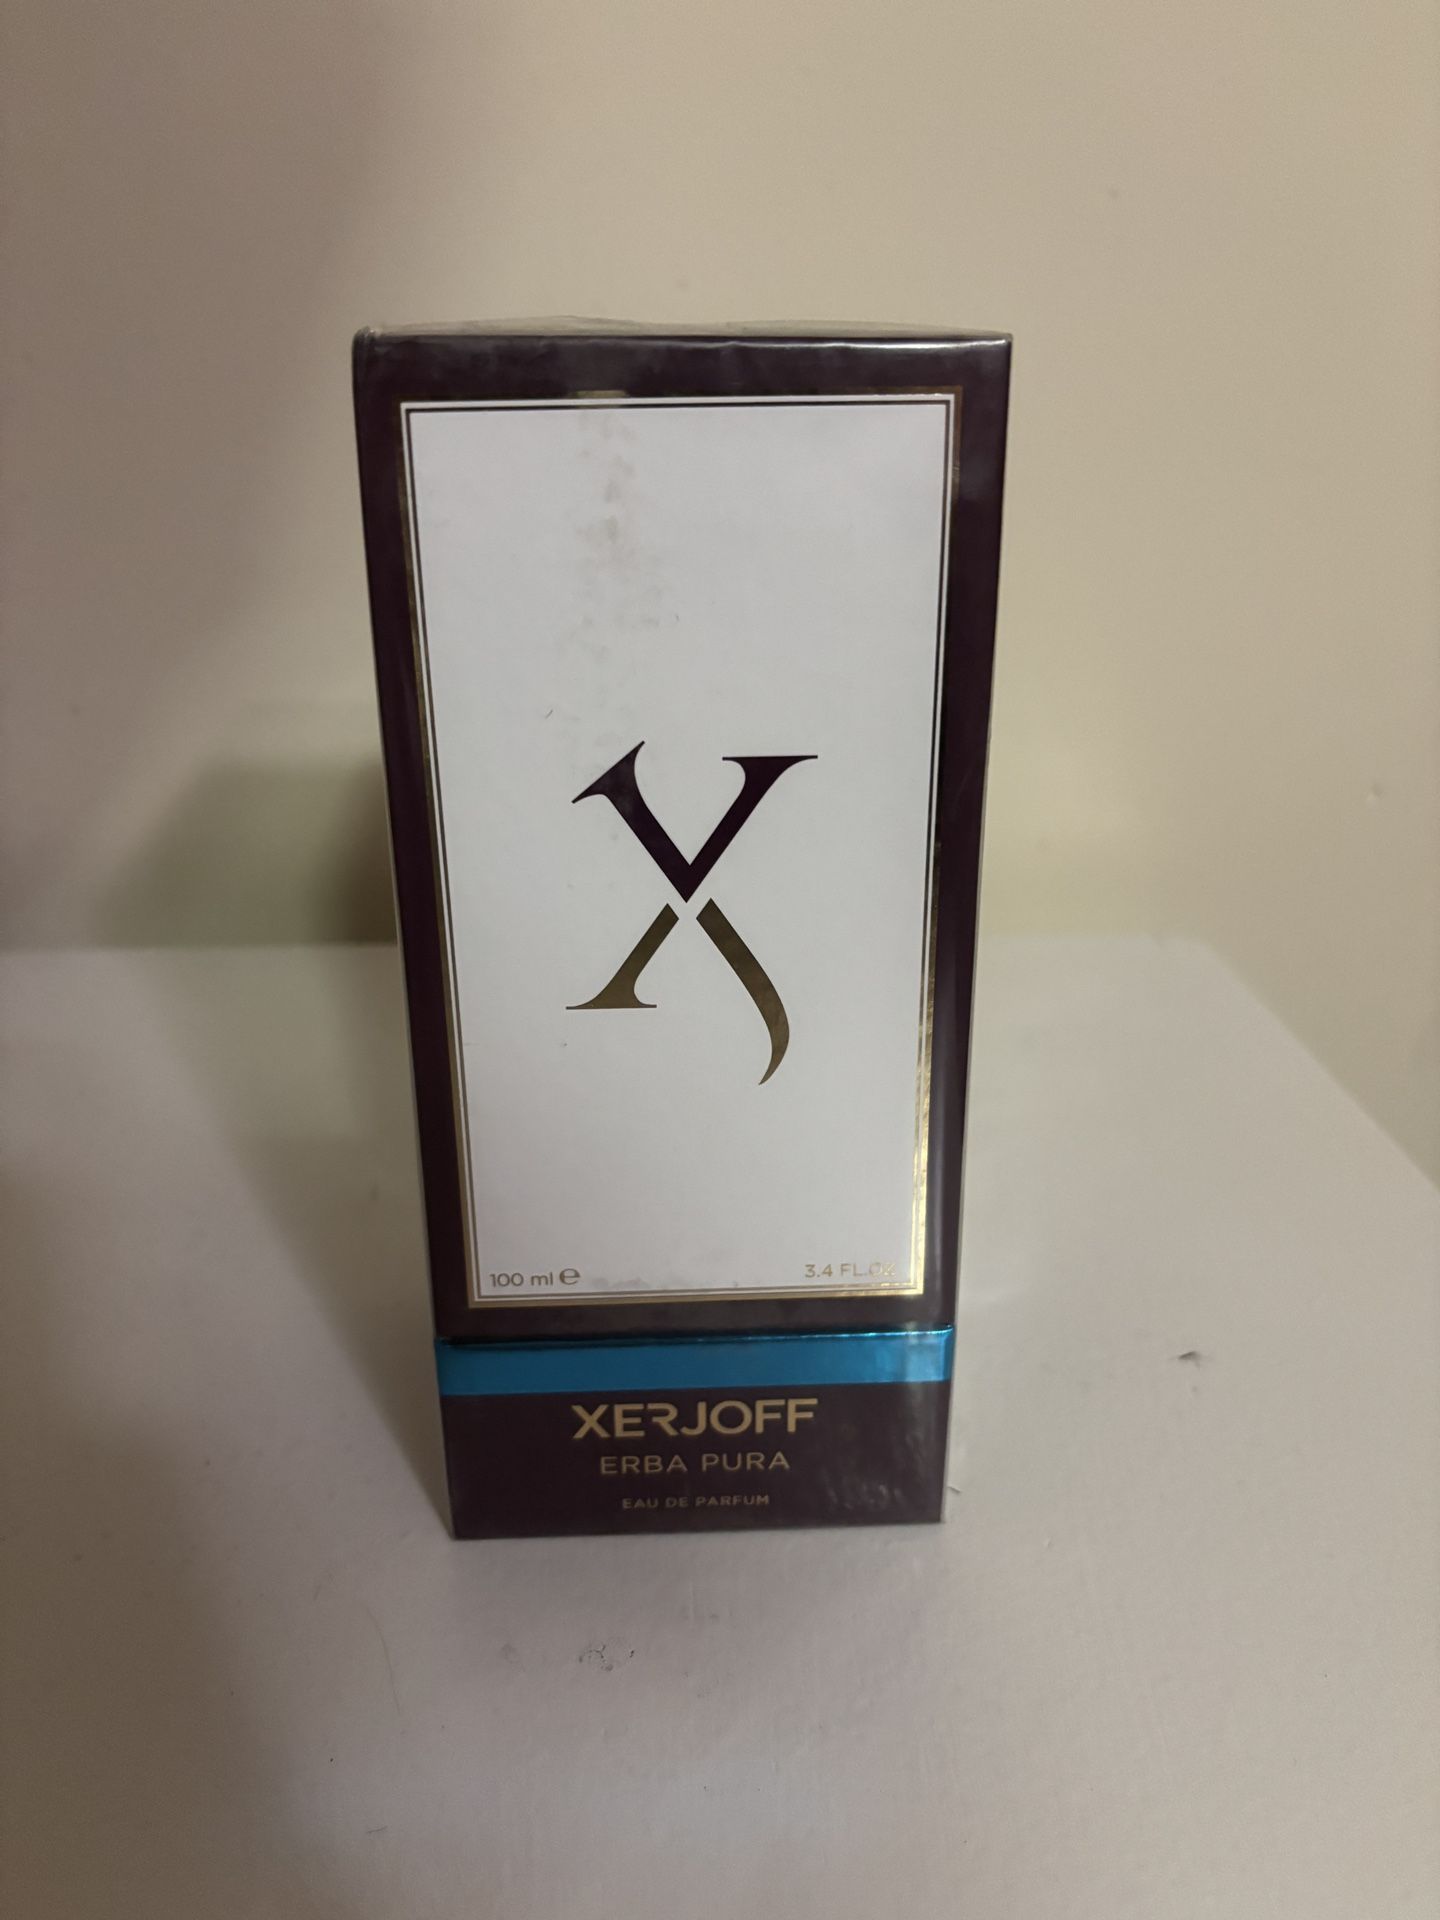 X
100 ml ℮
3.4 FL.OZ
XERJOFF
ERBA PURA
EAU DE PARFUM